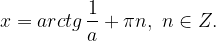 x = arctg 1/a + πn, n ∈ Z.